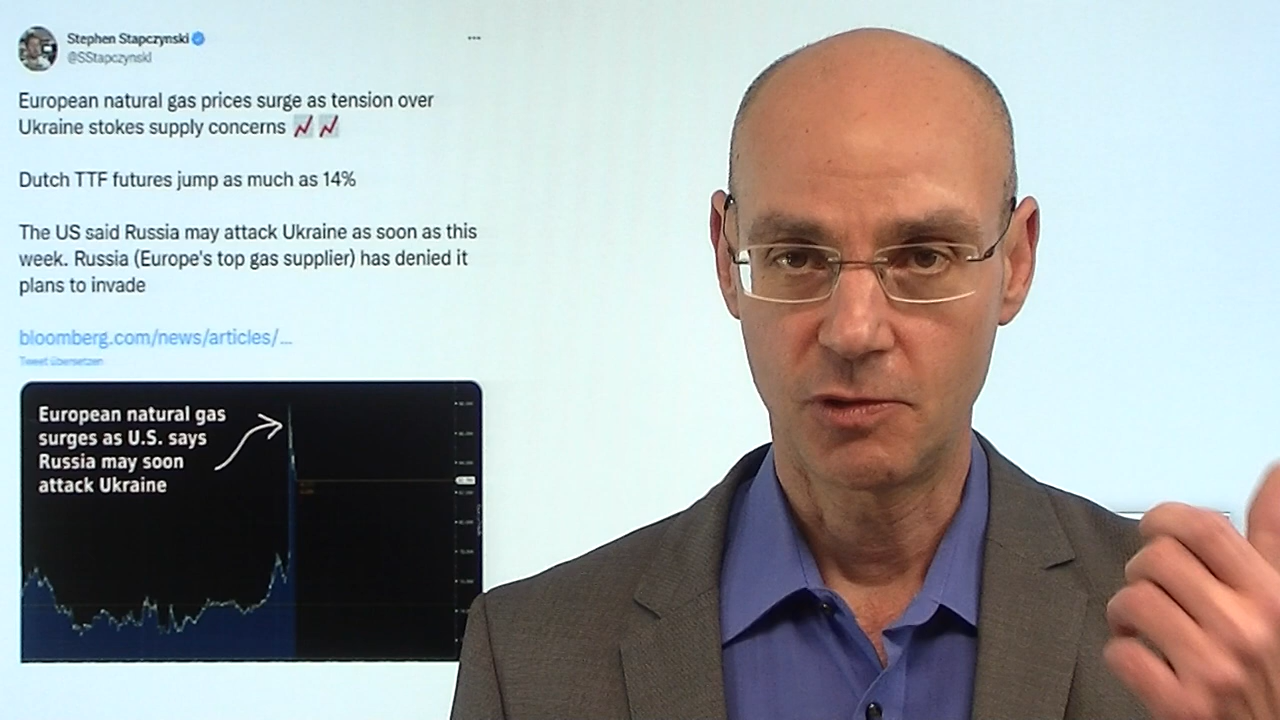 Stephen Stapczynski
@SStapczynski
European natural gas prices surge as tension over
Ukraine stokes supply concerns
Dutch TTF futures jump as much as 14%
The US said Russia may attack Ukraine as soon as this
week. Russia (Europe's top gas supplier) has denied it
plans to invade
bloomberg.com/news/articles/...
Tweet übersetzen
European natural gas
surges as U.S. says
Russia may soon
attack Ukraine